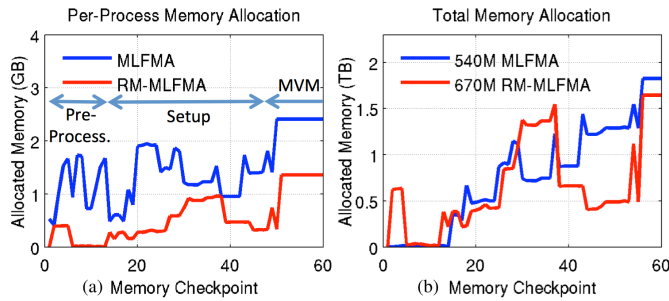 Per-Process Memory Allocation
Allocated Memory (GB)
4
3
2
1
0
MLFMA
RM-MLFMA
Pre-
Process.
Setup
MVM
0 20 40 60
(a) Memory Checkpoint
Total Memory Allocation
Allocated Memory (TB)
2
1.5
1
0.5
0
540M MLFMA
670M RM-MLFMA
0 20 40 60
(b) Memory Checkpoint